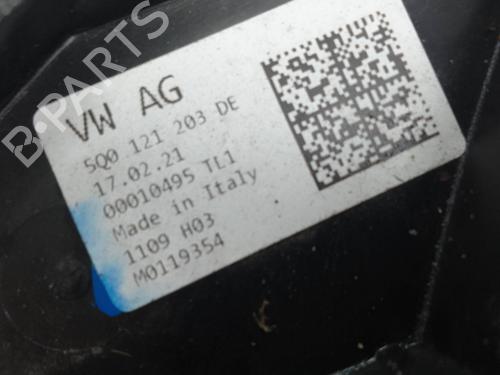 B-PARTS
VW AG
5Q0 121 203 DE
17.02.21
00010495 TL1
Made in Italy
1109 H03
M0119354